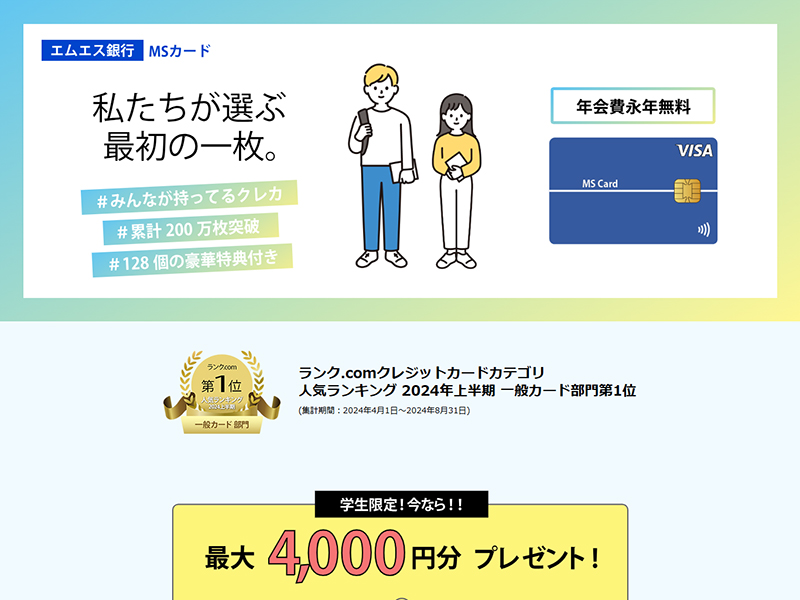 エムエス銀行 MSカード
私たちが選ぶ
最初の一枚。
#みんなが持ってるクレカ
#累計 200 万枚突破
#128 個の豪華特典付き
年会費永年無料
VISA
MS Card
ランク.com
第1位
人気ランキング
2024上半期
一般カード 部門
ランク.comクレジットカードカテゴリ
人気ランキング 2024年上半期 一般カード部門第1位
(集計期間：2024年4月1日～2024年8月31日)
学生限定！今なら！！
最大 4,000 円分 プレゼント！